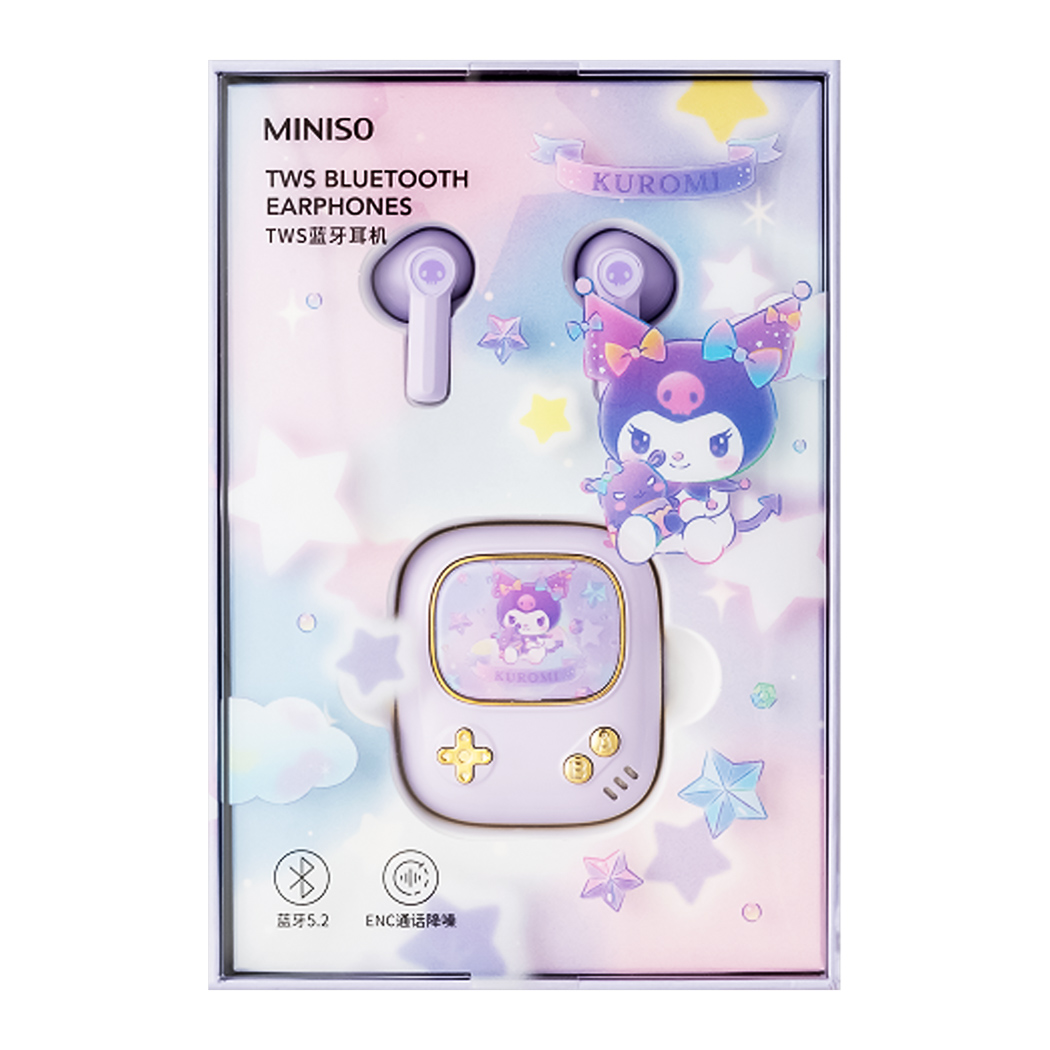 MINISO
KUROMI
TWS BLUETOOTH
EARPHONES
TWS蓝牙耳机
KUROMI
A
B
蓝牙5.2
ENC通话降噪